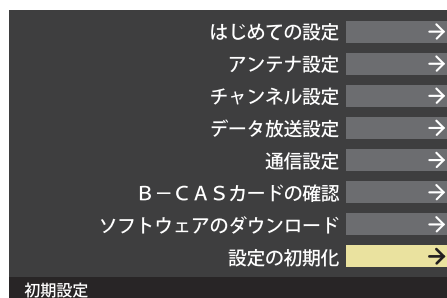 はじめての設定
アンテナ設定
チャンネル設定
データ放送設定
通信設定
Ｂ－ＣＡＳカードの確認
ソフトウェアのダウンロード
設定の初期化
初期設定